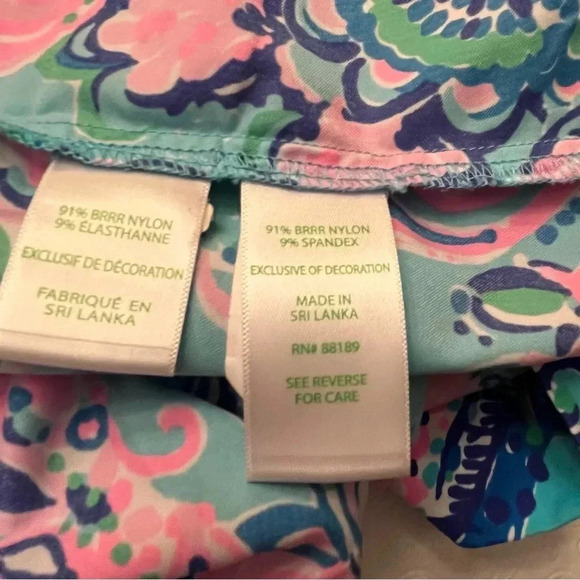 91% BRRR NYLON
9% ÉLASTHANNE
EXCLUSIF DE DÉCORATION
FABRIQUÉ EN
SRI LANKA
91% BRRR NYLON
9% SPANDEX
EXCLUSIVE OF DECORATION
MADE IN
SRI LANKA
RN# 88189
SEE REVERSE
FOR CARE